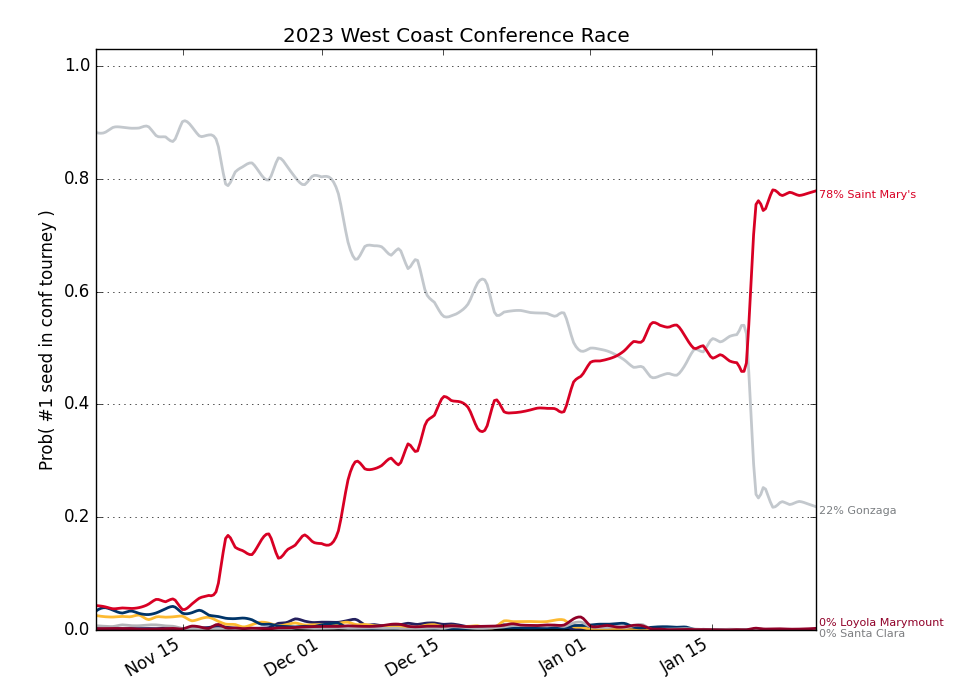 2023 West Coast Conference Race
Prob( #1 seed in conf tourney )
1.0
0.8
0.6
0.4
0.2
0.0
Nov 15
Dec 01
Dec 15
Jan 01
Jan 15
78% Saint Mary's
22% Gonzaga
0% Loyola Marymount
0% Santa Clara